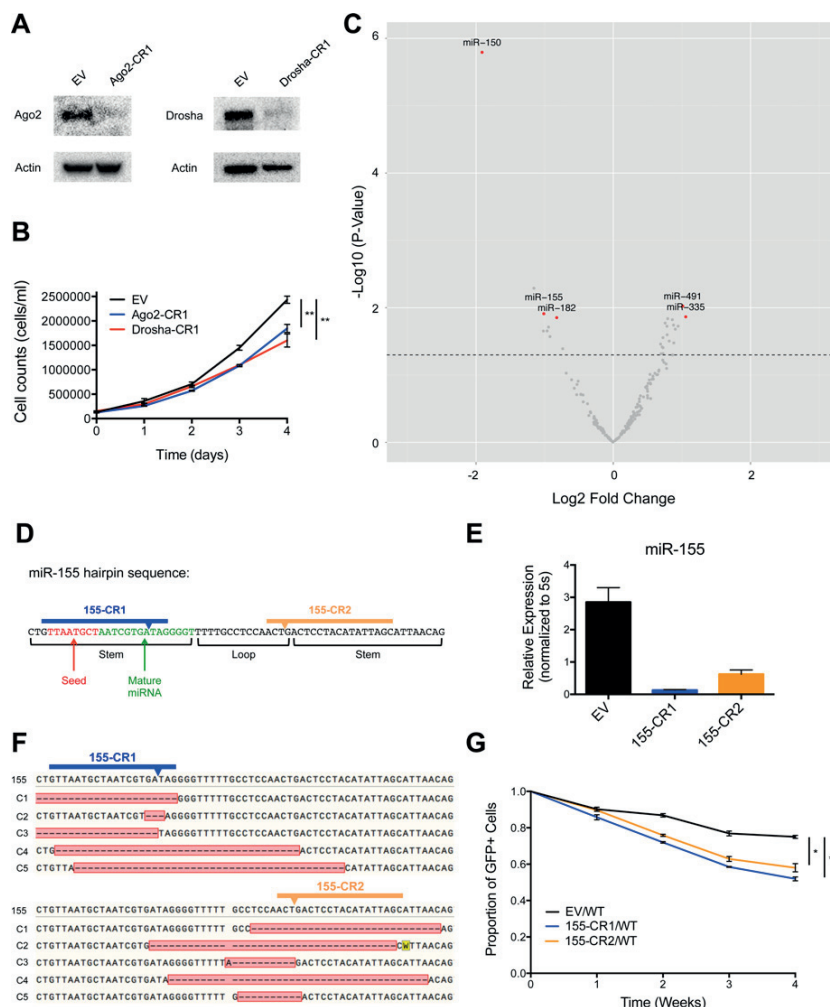 A
EV
Ago2-CR1
EV
Drosha-CR1
Ago2
Drosha
Actin
Actin
B
Cell counts (cells/ml)
2500000
2000000
1500000
1000000
500000
0
EV
Ago2-CR1
Drosha-CR1
**
**
0 1 2 3 4
Time (days)
C
-Log10 (P-Value)
6
4
2
0
miR-150
miR-155
miR-182
miR-491
miR-335
-2 0 2
Log2 Fold Change
D
miR-155 hairpin sequence:
155-CR1
155-CR2
CTGTTAATGCTAATCGTGATAGGGGTTTTTGCCTCCAACTGACTCCTACATATTAGCATTAACAG
Stem
Loop
Stem
Seed
Mature
miRNA
E
miR-155
Relative Expression
(normalized to 5s)
4
3
2
1
0
EV
155-CR1
155-CR2
F
155-CR1
155 CTGTTAATGCTAATCGTGATAGGGGTTTTTGCCTCCAACTGACTCCTACATATTAGCATTAACAG
C1 ----------------------GGGTTTTTGCCTCCAACTGACTCCTACATATTAGCATTAACAG
C2 CTGTTAATGCTAATCGT---AGGGGTTTTTGCCTCCAACTGACTCCTACATATTAGCATTAACAG
C3 -------------------TAGGGGTTTTTGCCTCCAACTGACTCCTACATATTAGCATTAACAG
C4 CTG--------------------------------------ACTCCTACATATTAGCATTAACAG
C5 CTGTTA------------------------------------------CATATTAGCATTAACAG
155-CR2
155 CTGTTAATGCTAATCGTGATAGGGGTTTTT GCCTCCAACTGACTCCTACATATTAGCATTAACAG
C1 CTGTTAATGCTAATCGTGATAGGGGTTTTT GCC------------------------------AG
C2 CTGTTAATGCTAATCGTG------------ --------------------------CWTTAACAG
C3 CTGTTAATGCTAATCGTGATAGGGGTTTTTA----------GACTCCTACATATTAGCATTAACAG
C4 CTGTTAATGCTAATCGTGATA--------- -------------------------------ACAG
C5 CTGTTAATGCTAATCGTGATAGGGGTTTTT G----------ACTCCTACATATTAGCATTAACAG
G
Proportion of GFP+ Cells
1.0
0.8
0.6
0.4
0.2
0.0
EV/WT
155-CR1/WT
155-CR2/WT
*
0 1 2 3 4
Time (Weeks)